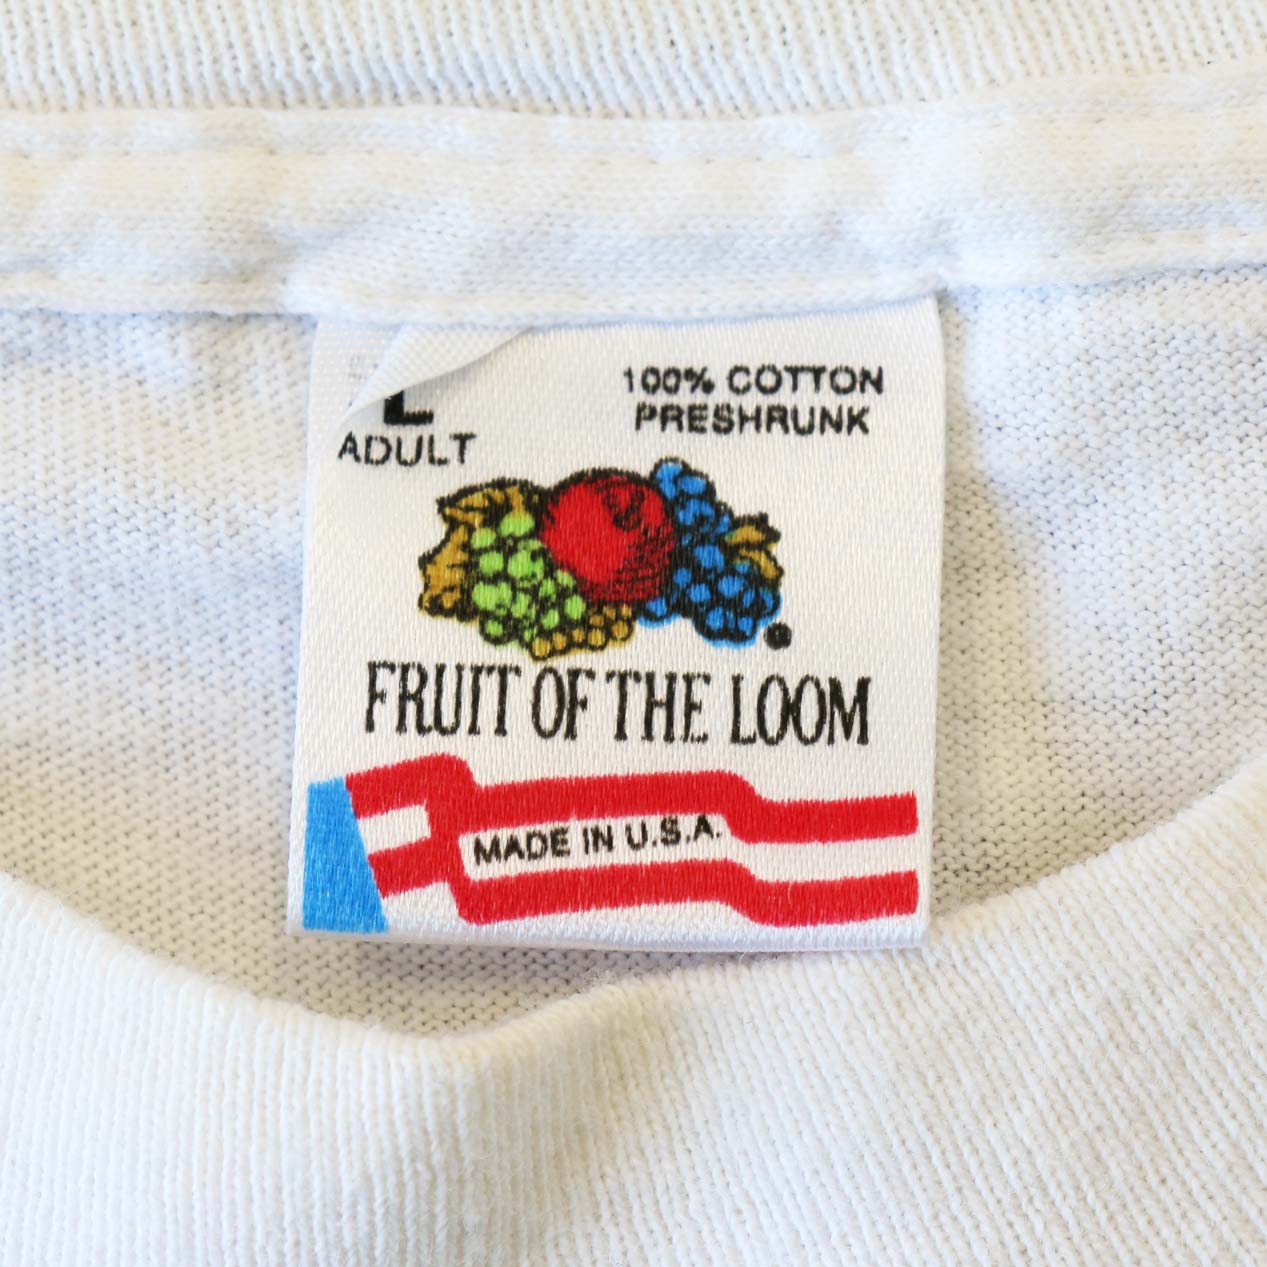 L
ADULT
100% COTTON
PRESHRUNK
FRUIT OF THE LOOM
MADE IN U.S.A.